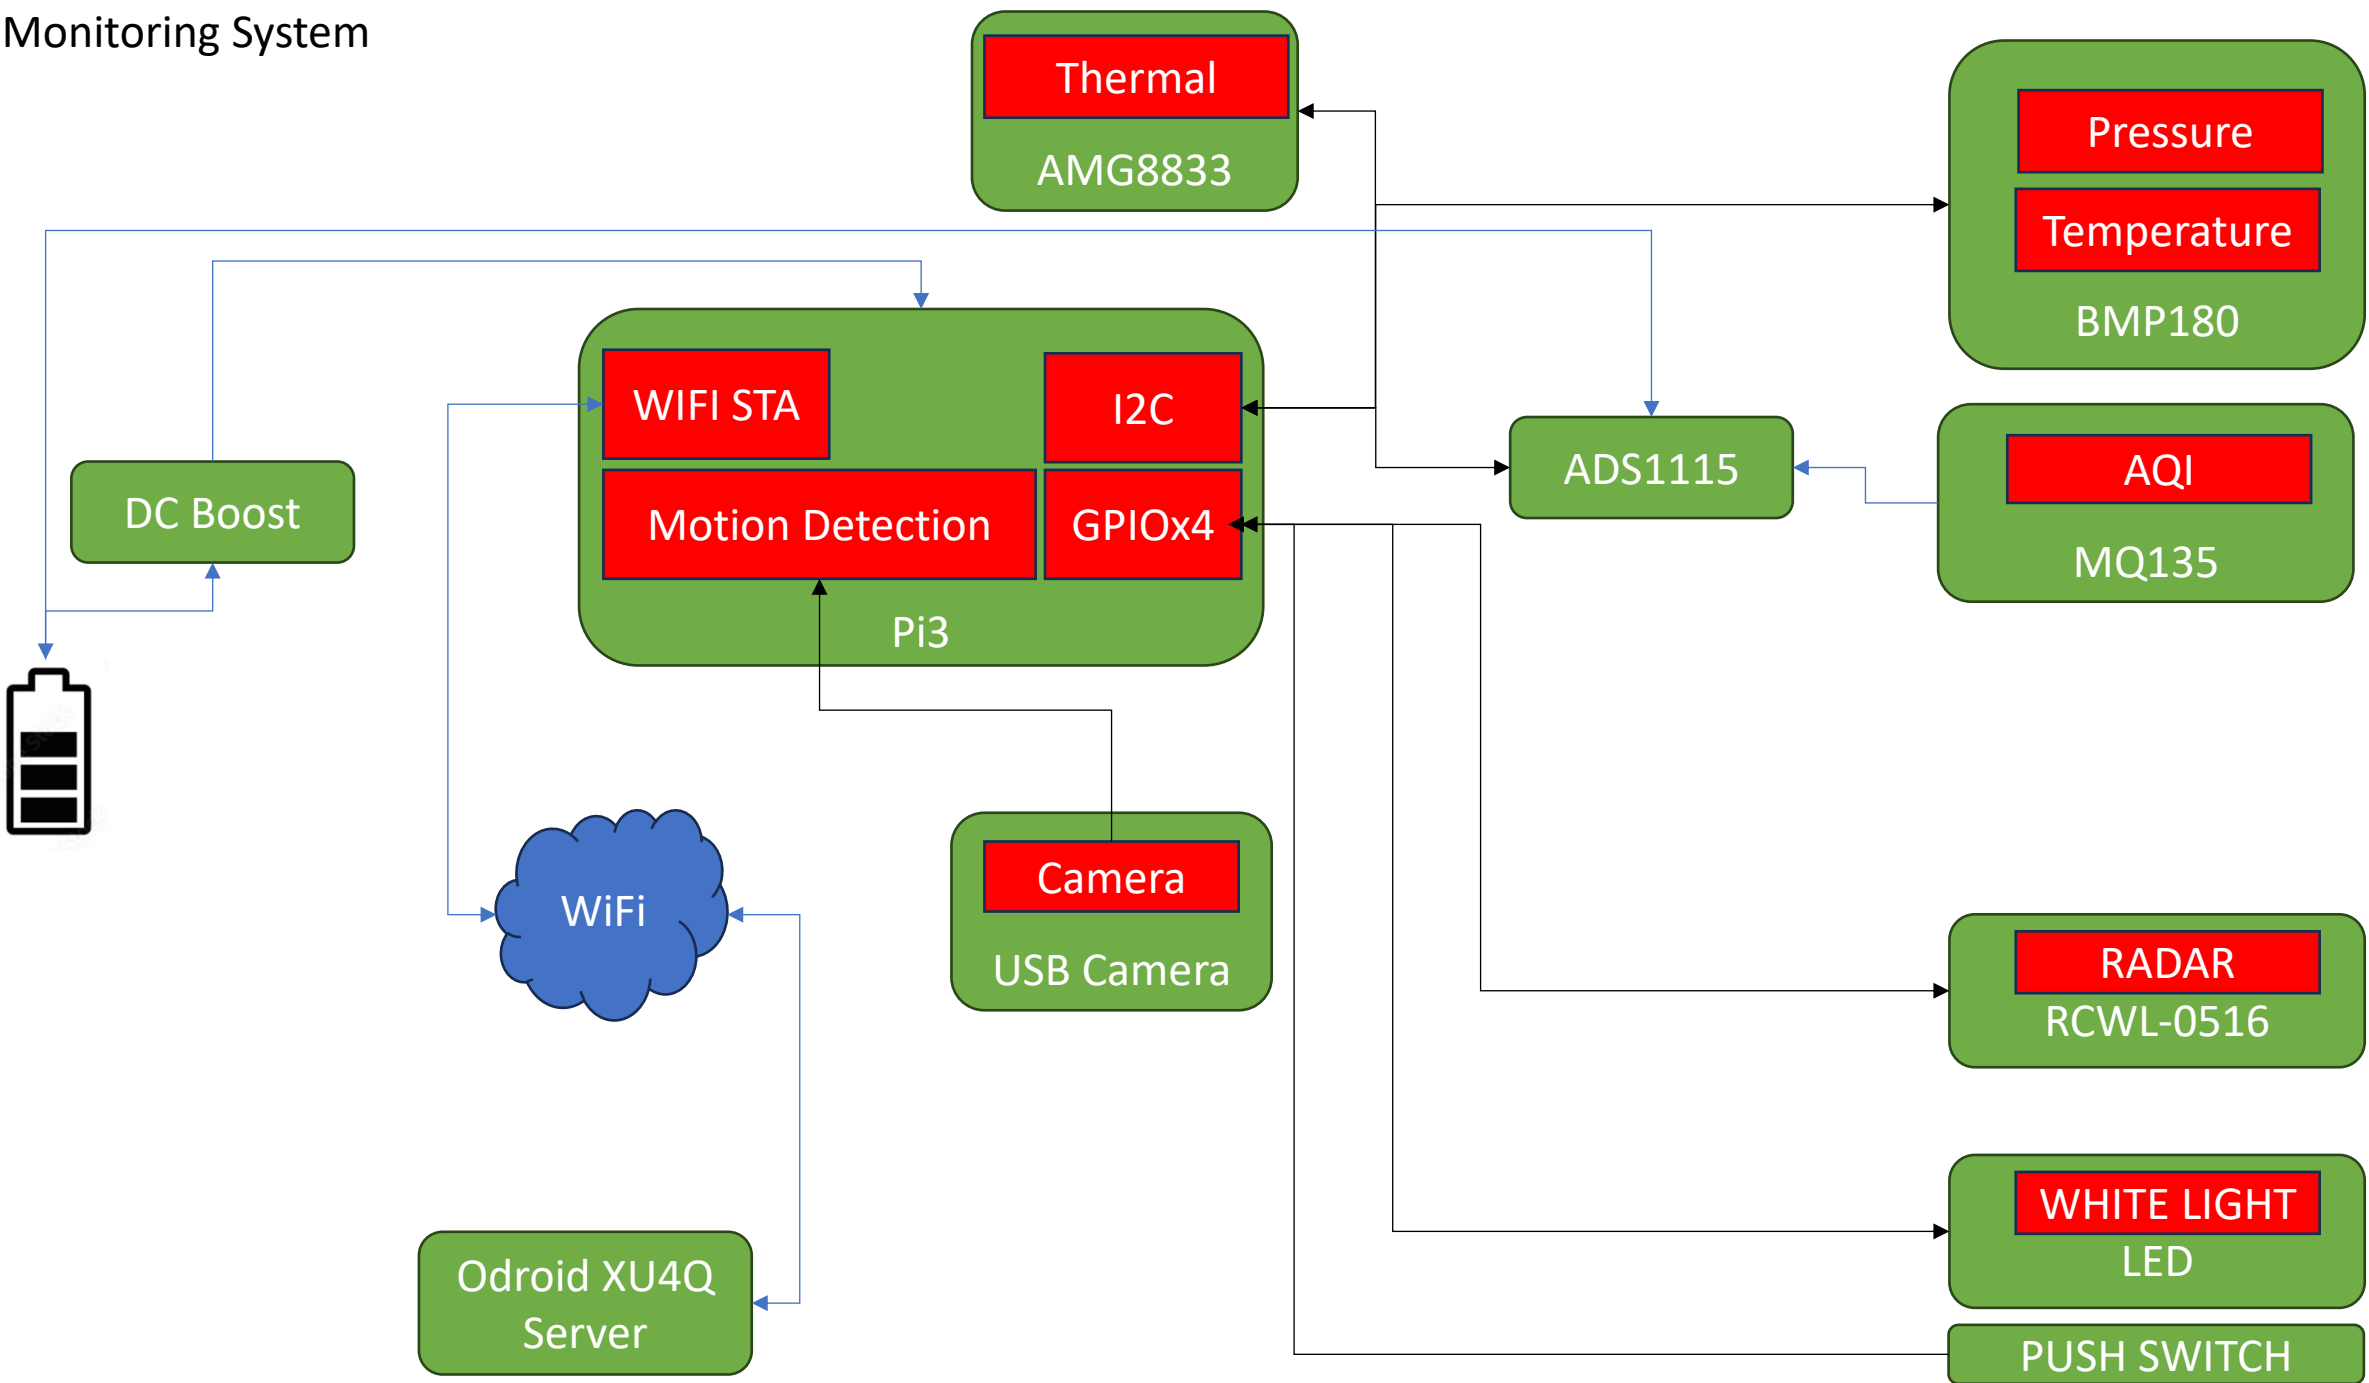 Monitoring System
Thermal
AMG8833
Pressure
Temperature
BMP180
WIFI STA
I2C
Motion Detection
GPIOx4
Pi3
DC Boost
ADS1115
AQI
MQ135
WiFi
Camera
USB Camera
RADAR
RCWL-0516
WHITE LIGHT
LED
Odroid XU4Q
Server
PUSH SWITCH